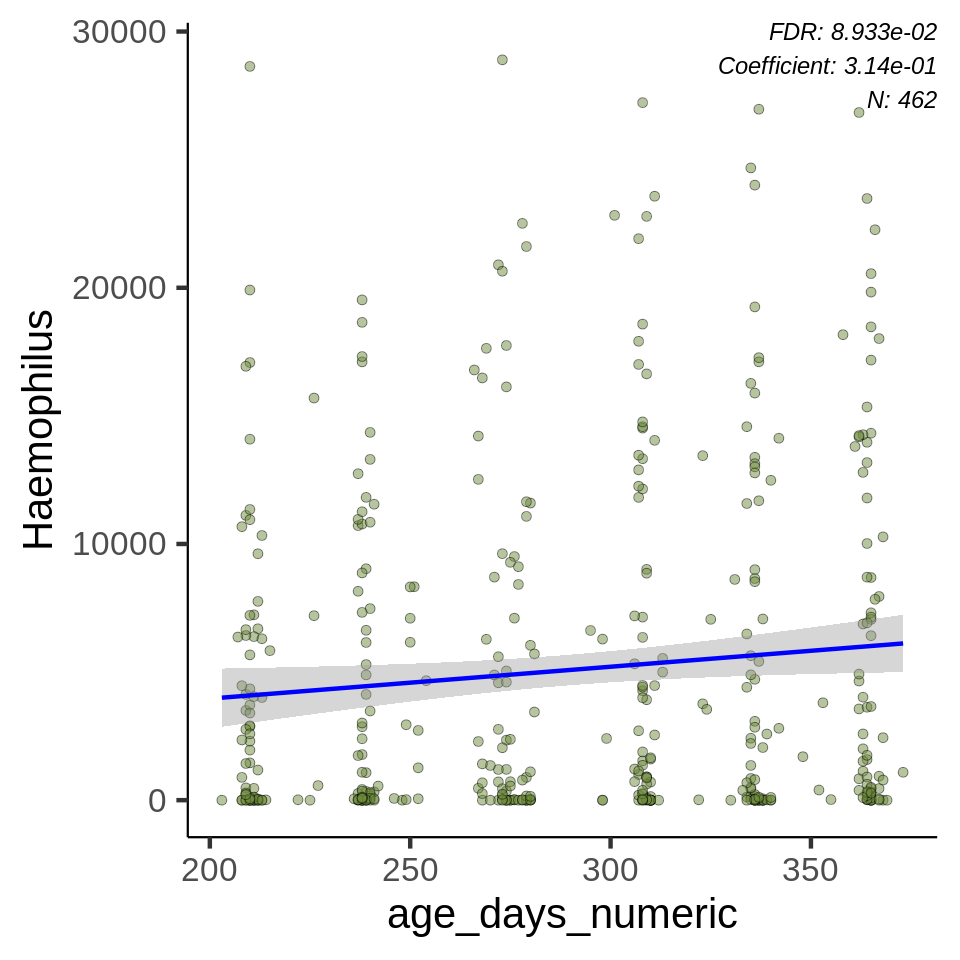 FDR: 8.933e-02
Coefficient: 3.14e-01
N: 462
30000
20000
10000
0
Haemophilus
200 250 300 350
age_days_numeric